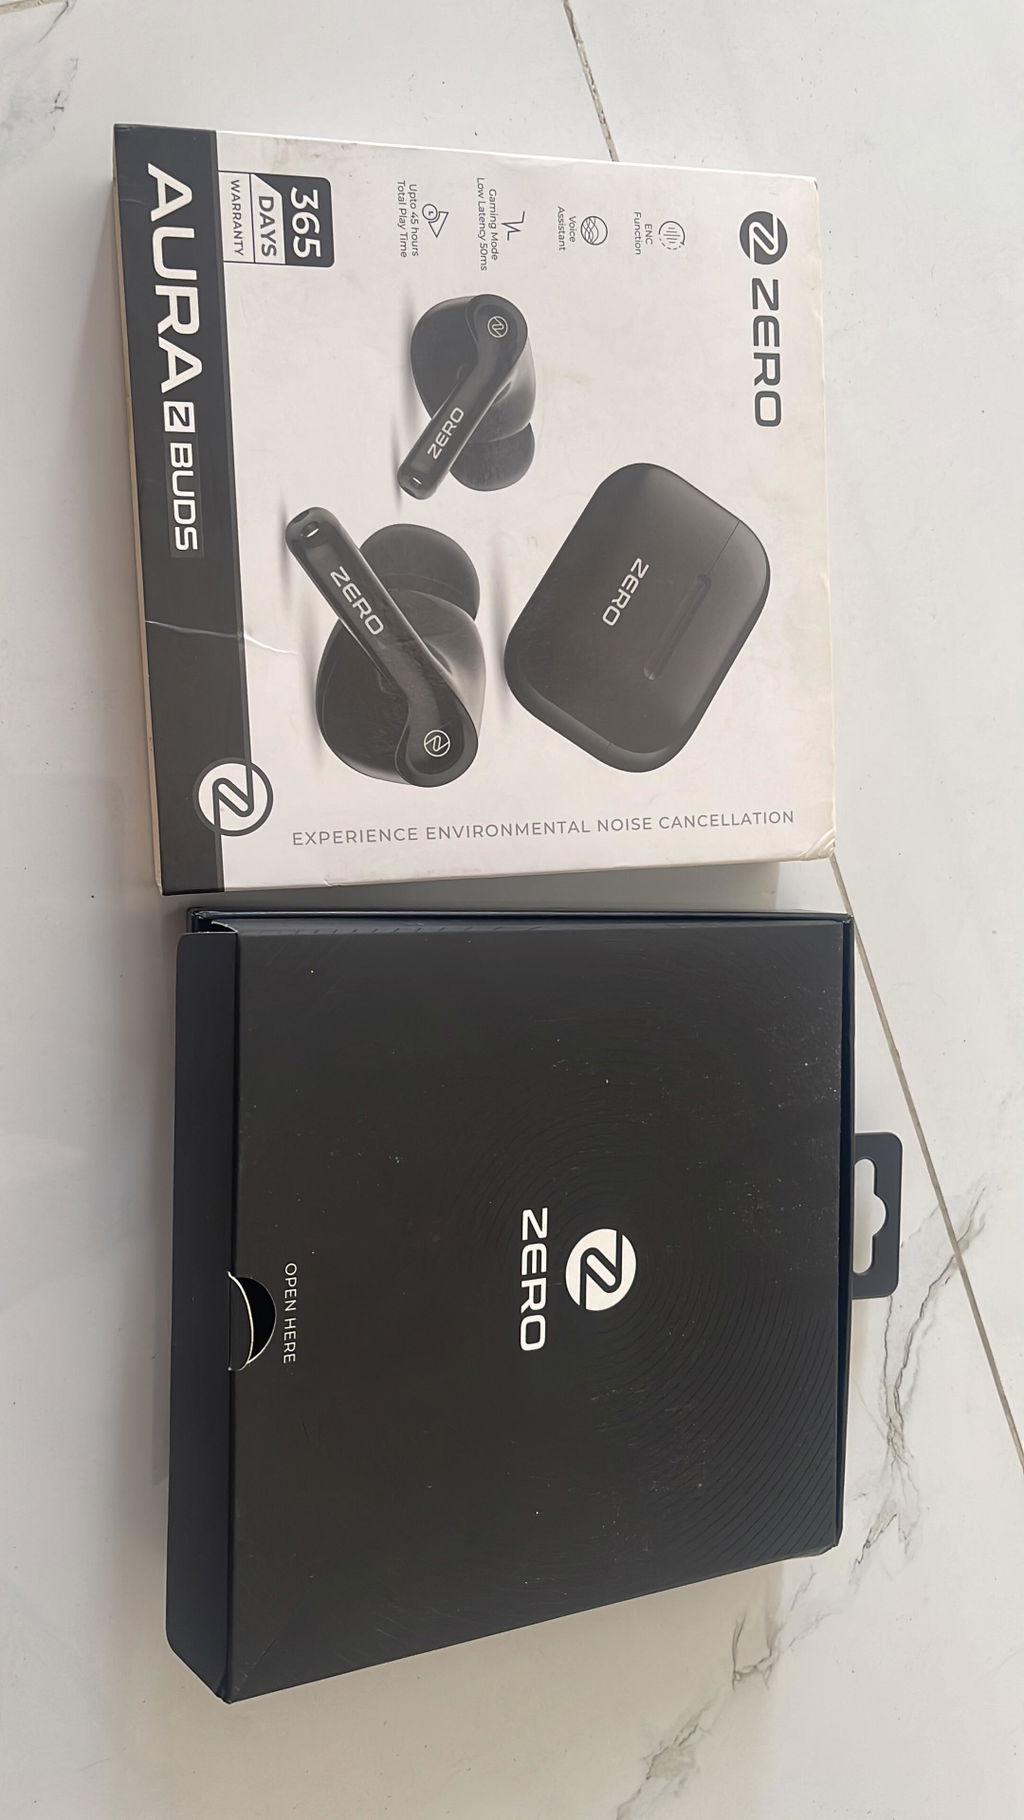 ZERO
ENC
Function
Voice
Assistant
Gaming Mode
Low Latency 50ms
Upto 45 hours
Total Play Time
365
DAYS
WARRANTY
ZERO
ZERO
ZERO
EXPERIENCE ENVIRONMENTAL NOISE CANCELLATION
AURA Z BUDS
ZERO
OPEN HERE